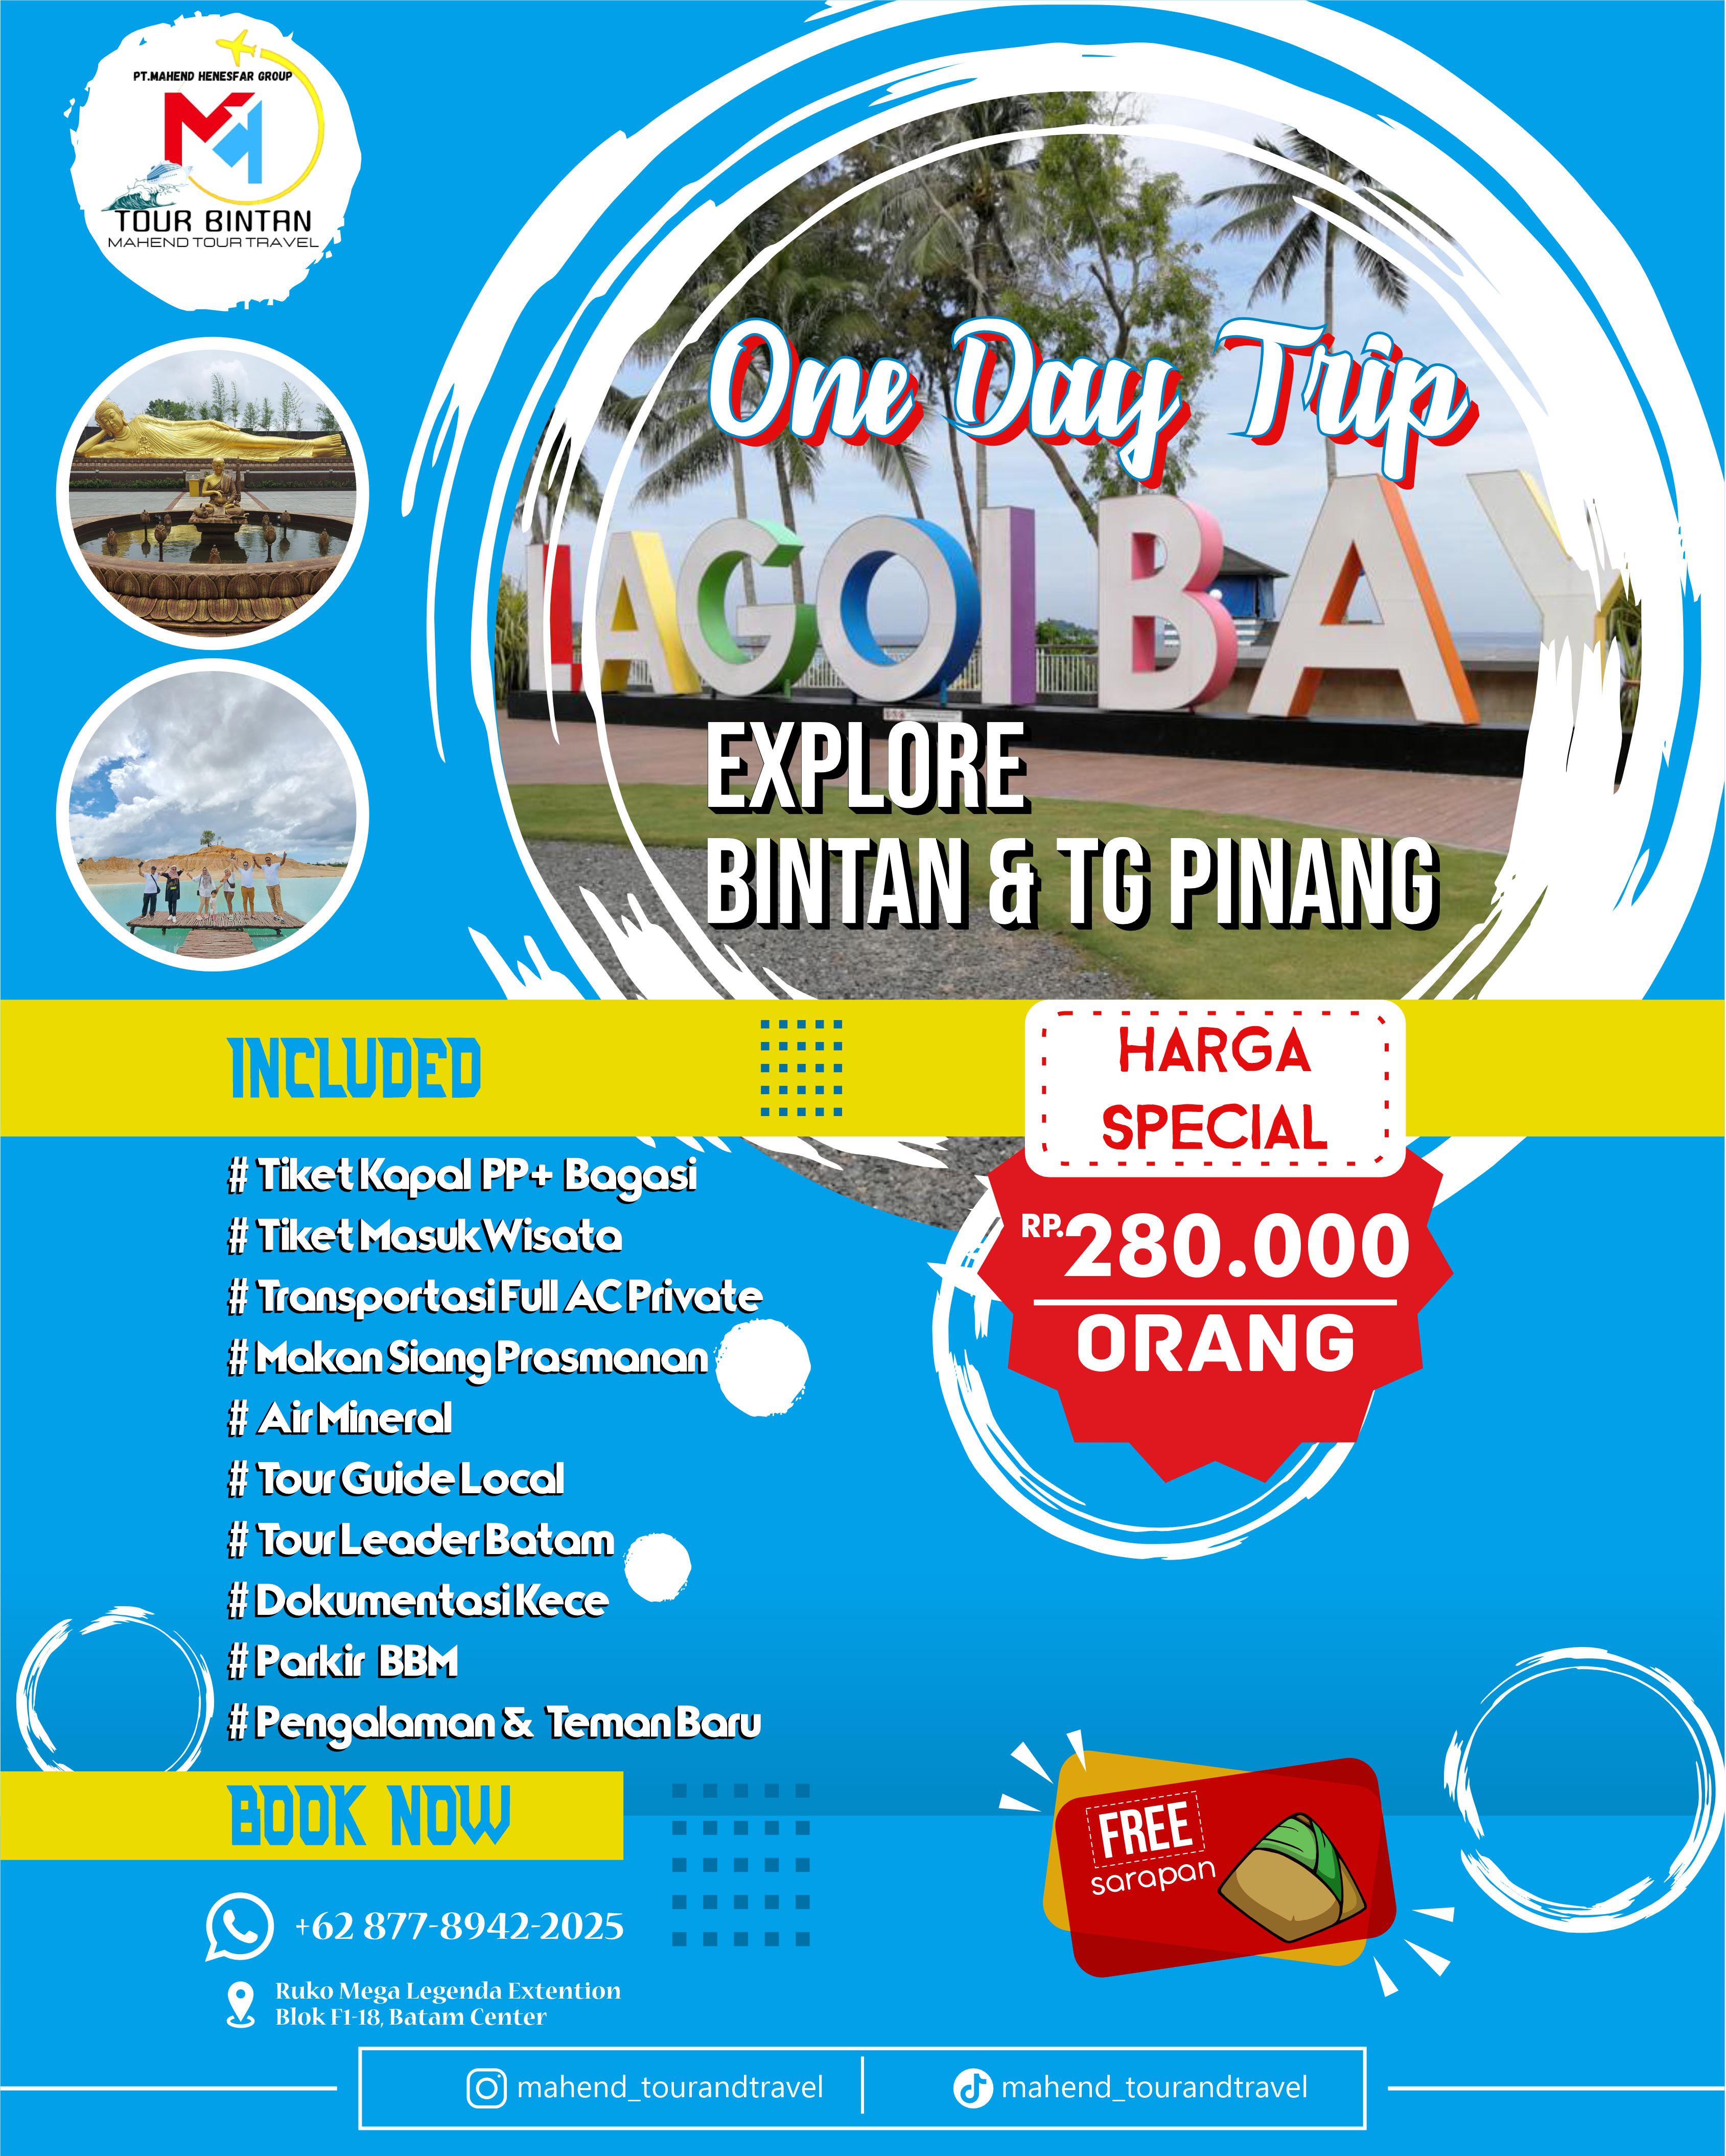 PT.MAHEND HENESFAR GROUP
TOUR BINTAN
MAHEND TOUR TRAVEL
One Day Trip
LAGOI BAY
EXPLORE
BINTAN & TG PINANG
INCLUDED
HARGA
SPECIAL
# Tiket Kapal PP+ Bagasi
# Tiket Masuk Wisata
# Transportasi Full AC Private
# Makan Siang Prasmanan
# Air Mineral
# Tour Guide Local
# Tour Leader Batam
# Dokumentasi Kece
# Parkir BBM
# Pengalaman & Teman Baru
RP.280.000
ORANG
BOOK NOW
FREE
sarapan
+62 877-8942-2025
Ruko Mega Legenda Extention
Blok F1-18, Batam Center
mahend_tourandtravel
mahend_tourandtravel